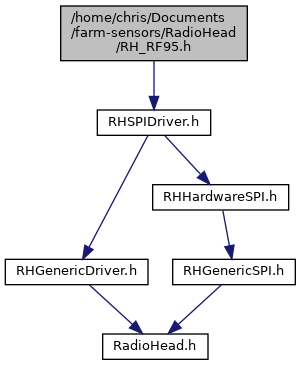 /home/chris/Documents
/farm-sensors/RadioHead
/RH_RF95.h
RHSPIDriver.h
RHHardwareSPI.h
RHGenericDriver.h
RHGenericSPI.h
RadioHead.h